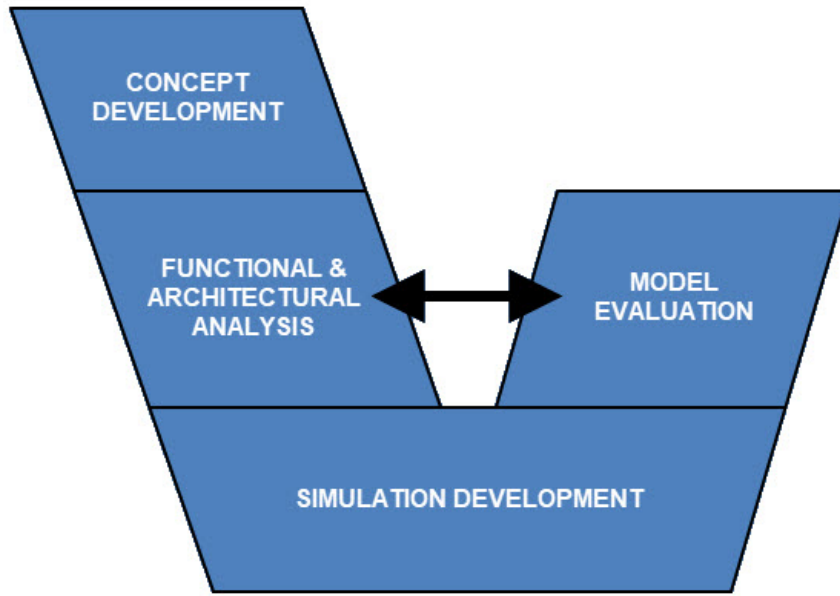 CONCEPT
DEVELOPMENT
FUNCTIONAL &
ARCHITECTURAL
ANALYSIS
MODEL
EVALUATION
SIMULATION DEVELOPMENT